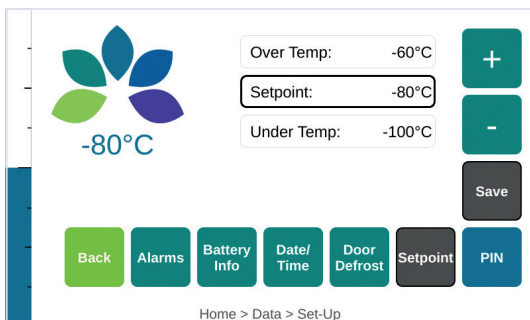 Over Temp: -60°C
Setpoint: -80°C
Under Temp: -100°C
+
-
-80°C
Save
Back
Alarms
Battery
Info
Date/
Time
Door
Defrost
Setpoint
PIN
Home > Data > Set-Up